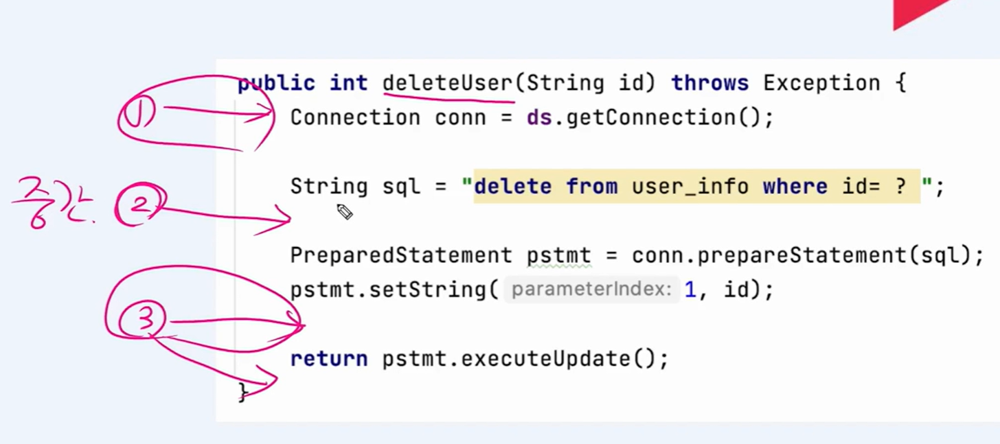 public int deleteUser(String id) throws Exception {
① Connection conn = ds.getConnection();
중간. ② String sql = "delete from user_info where id= ? ";
PreparedStatement pstmt = conn.prepareStatement(sql);
pstmt.setString( parameterIndex: 1, id);
③
return pstmt.executeUpdate();
}